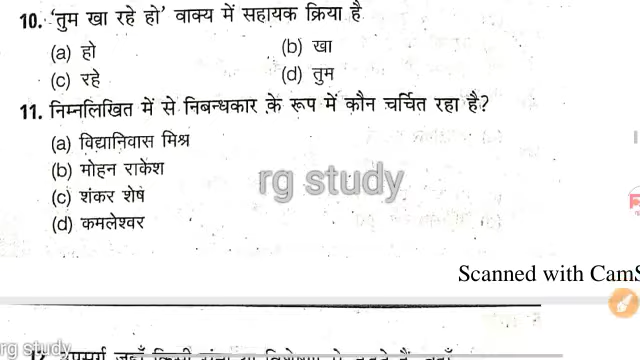 10. ‘तुम खा रहे हो’ वाक्य में सहायक क्रिया है
(a) हो (b) खा
(c) रहे (d) तुम
11. निम्नलिखित में से निबन्धकार के रूप में कौन चर्चित रहा है?
(a) विद्यानिवास मिश्र
(b) मोहन राकेश
rg study
(c) शंकर शेष
(d) कमलेश्वर
Scanned with CamS
rg study